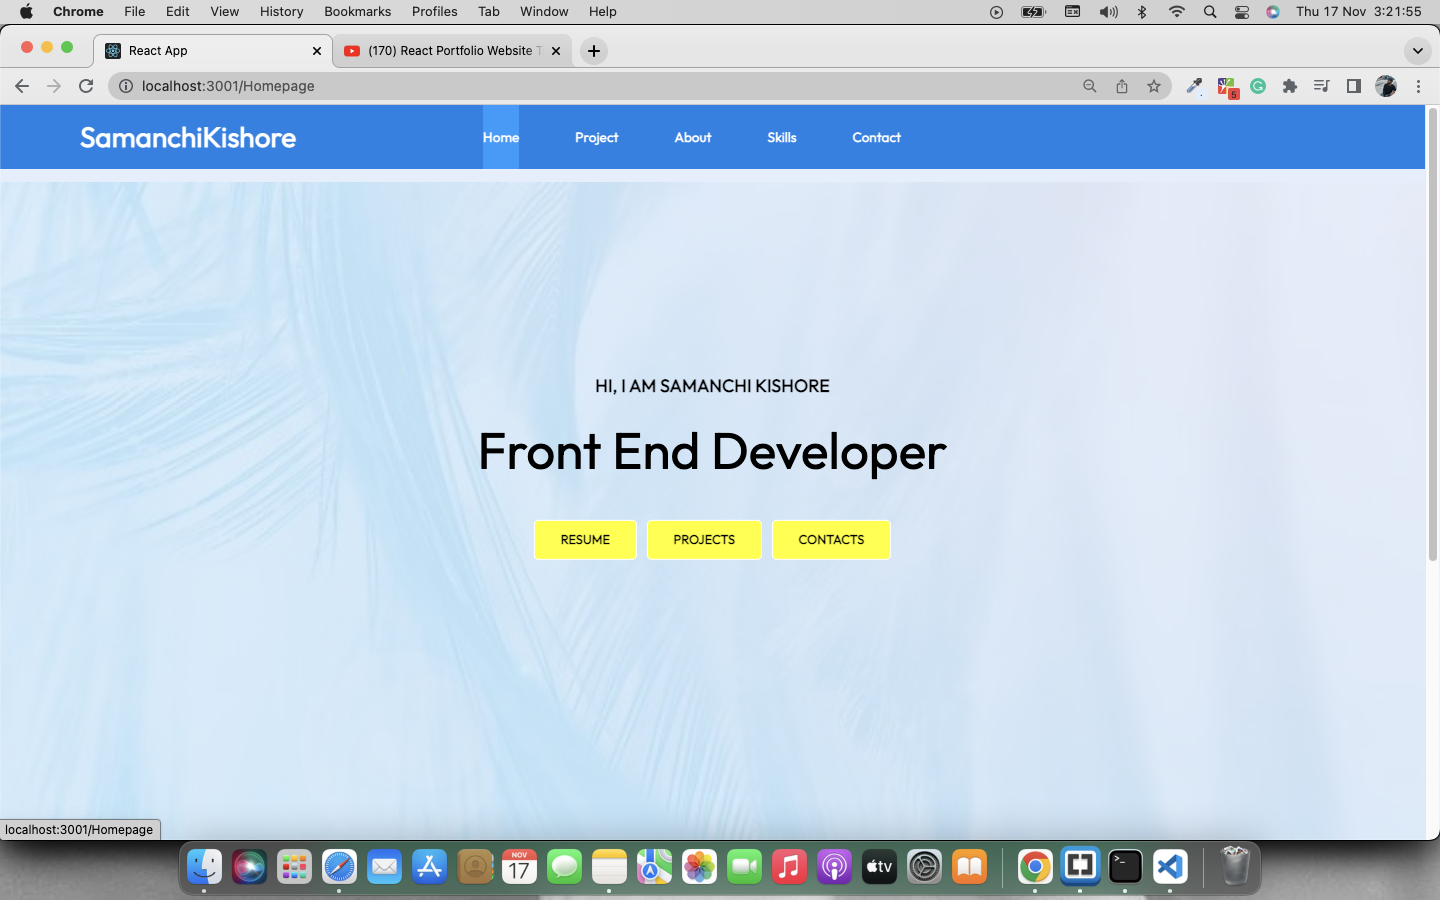 Chrome File Edit View History Bookmarks Profiles Tab Window Help Thu 17 Nov 3:21:55
React App (170) React Portfolio Website
localhost:3001/Homepage
5
SamanchiKishore Home Project About Skills Contact
HI, I AM SAMANCHI KISHORE
Front End Developer
RESUME PROJECTS CONTACTS
localhost:3001/Homepage
NOV
17
tv
>_